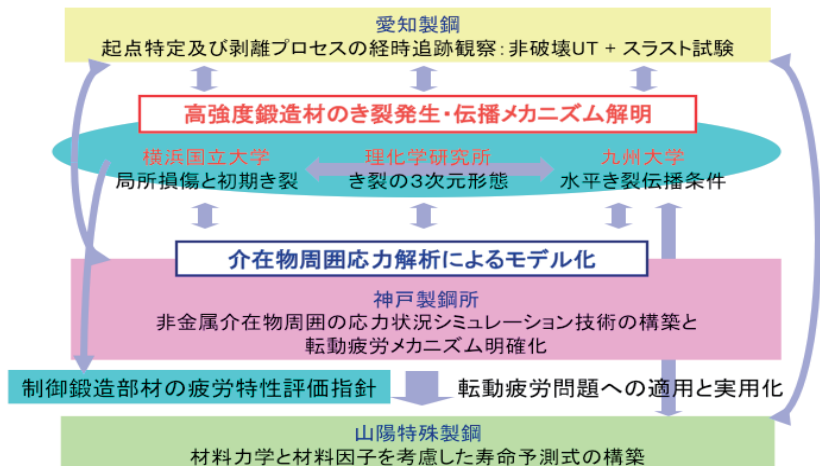 愛知製鋼
起点特定及び剥離プロセスの経時追跡観察：非破壊UT + スラスト試験
高強度鍛造材のき裂発生・伝播メカニズム解明
横浜国立大学 理化学研究所 九州大学
局所損傷と初期き裂 き裂の３次元形態 水平き裂伝播条件
介在物周囲応力解析によるモデル化
神戸製鋼所
非金属介在物周囲の応力状況シミュレーション技術の構築と
転動疲労メカニズム明確化
制御鍛造部材の疲労特性評価指針 転動疲労問題への適用と実用化
山陽特殊製鋼
材料力学と材料因子を考慮した寿命予測式の構築